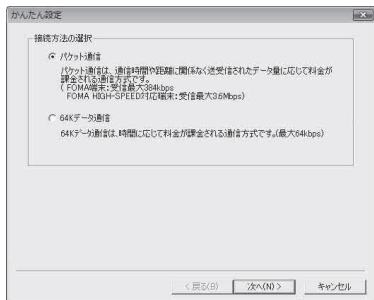 かんたん設定
接続方法の選択
パケット通信
パケット通信は、通信時間や距離に関係なく送受信されたデータ量に応じて料金が
課金される通信方式です。
( FOMA端末:受信最大384kbps
FOMA HIGH-SPEED対応端末:受信最大3.6Mbps)
64Kデータ通信
64Kデータ通信は、時間に応じて料金が課金される通信方式です。(最大64kbps)
< 戻る(B)
次へ(N) >
キャンセル